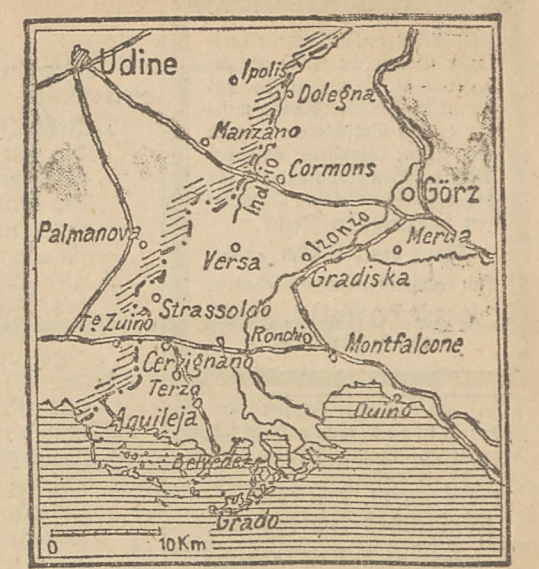 Udine
Ipolis
Dolegna
Manzano
Indrio
Cormons
Görz
Palmanova
Versa
Izonzo
Merna
Gradiska
Strassoldo
Te Zuino
Ronchio
Montfalcone
Cervignano
Terzo
Duino
Aquileja
Belvedere
Grado
0 10 Km